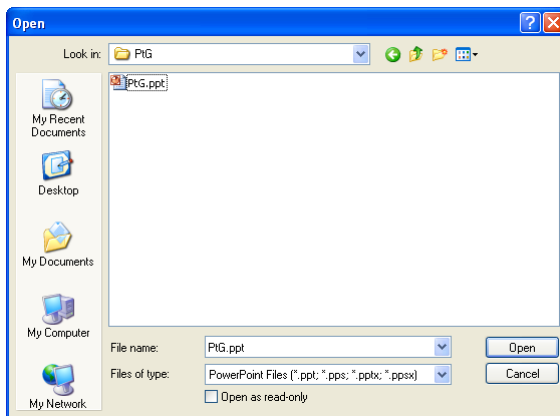 Open
Look in:
PtG
PtG.ppt
My Recent
Documents
Desktop
My Documents
My Computer
My Network
File name:
PtG.ppt
Open
Files of type:
PowerPoint Files (*.ppt; *.pps; *.pptx; *.ppsx)
Cancel
Open as read-only